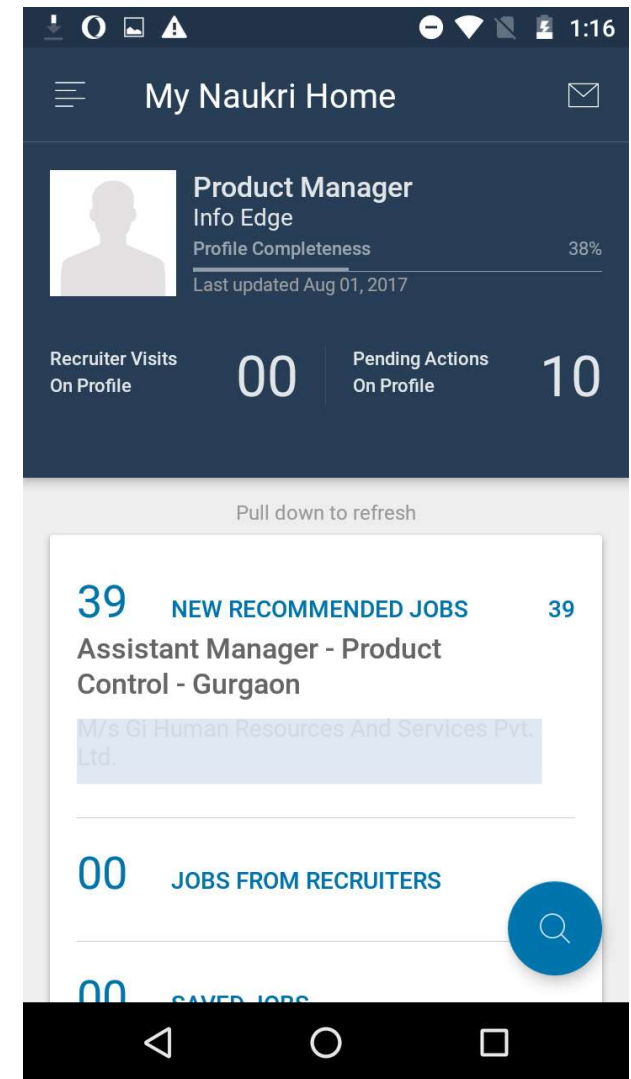 1:16
My Naukri Home
Product Manager
Info Edge
Profile Completeness 38%
Last updated Aug 01, 2017
Recruiter Visits
On Profile
00
Pending Actions
On Profile
10
Pull down to refresh
39 NEW RECOMMENDED JOBS 39
Assistant Manager - Product
Control - Gurgaon
M/s Gi Human Resources And Services Pvt.
Ltd.
00 JOBS FROM RECRUITERS
00 SAVED JOBS